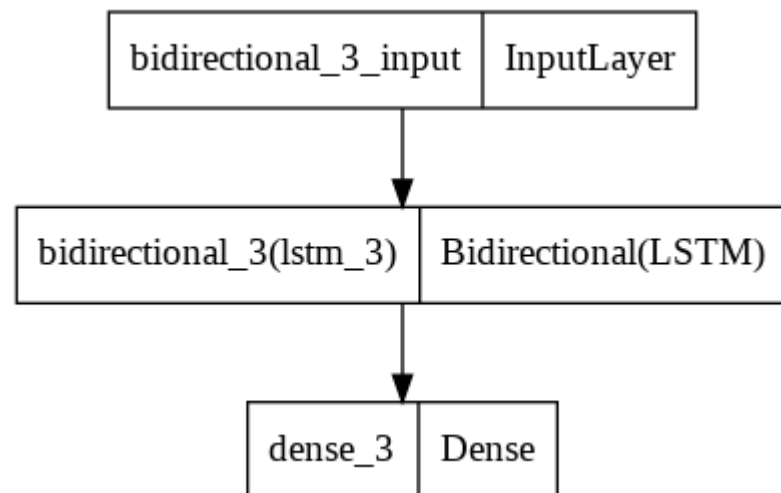 bidirectional_3_input InputLayer
bidirectional_3(lstm_3) Bidirectional(LSTM)
dense_3 Dense